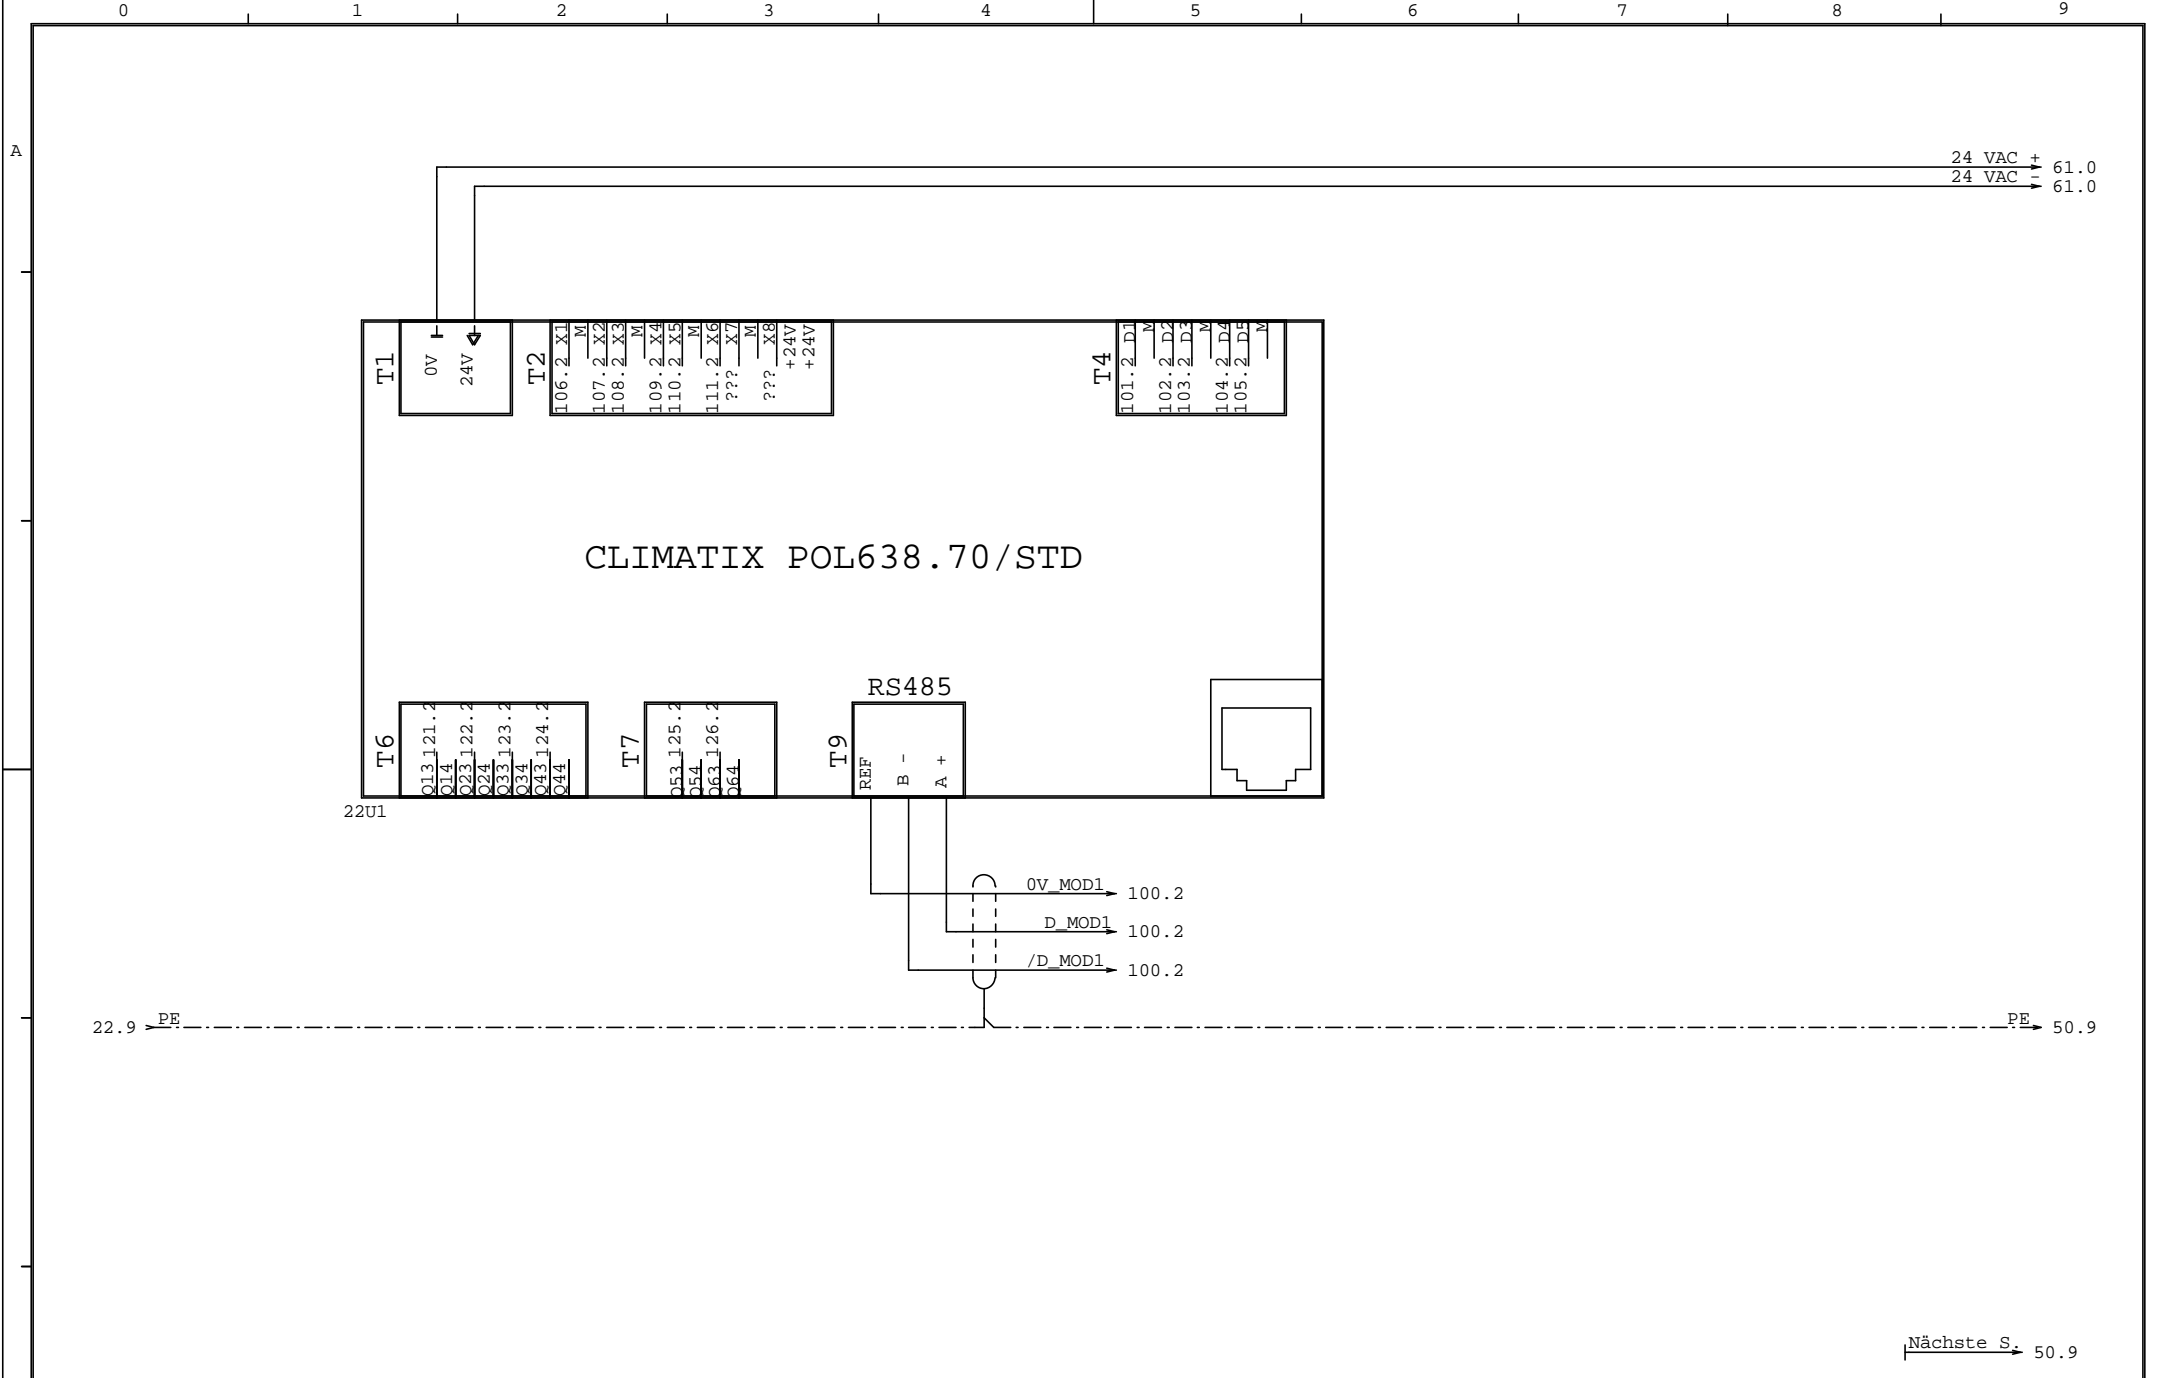 0 1 2 3 4 5 6 7 8 9
A
24 VAC + 61.0
24 VAC - 61.0
T1
0V
24V
T2
106.2 X1
M
107.2 X2
108.2 X3
M
109.2 X4
110.2 X5
M
111.2 X6
??? X7
M
??? X8
+24V
+24V
T4
101.2 D1
M
102.2 D2
103.2 D3
M
104.2 D4
105.2 D5
M
CLIMATIX POL638.70/STD
T6
Q13 121.2
Q14
Q23 122.2
Q24
Q33 123.2
Q34
Q43 124.2
Q44
T7
Q53 125.2
Q54
Q63 126.2
Q64
RS485
T9
REF
B -
A +
22U1
0V_MOD1 100.2
D_MOD1 100.2
/D_MOD1 100.2
22.9 PE PE 50.9
Nächste S. 50.9